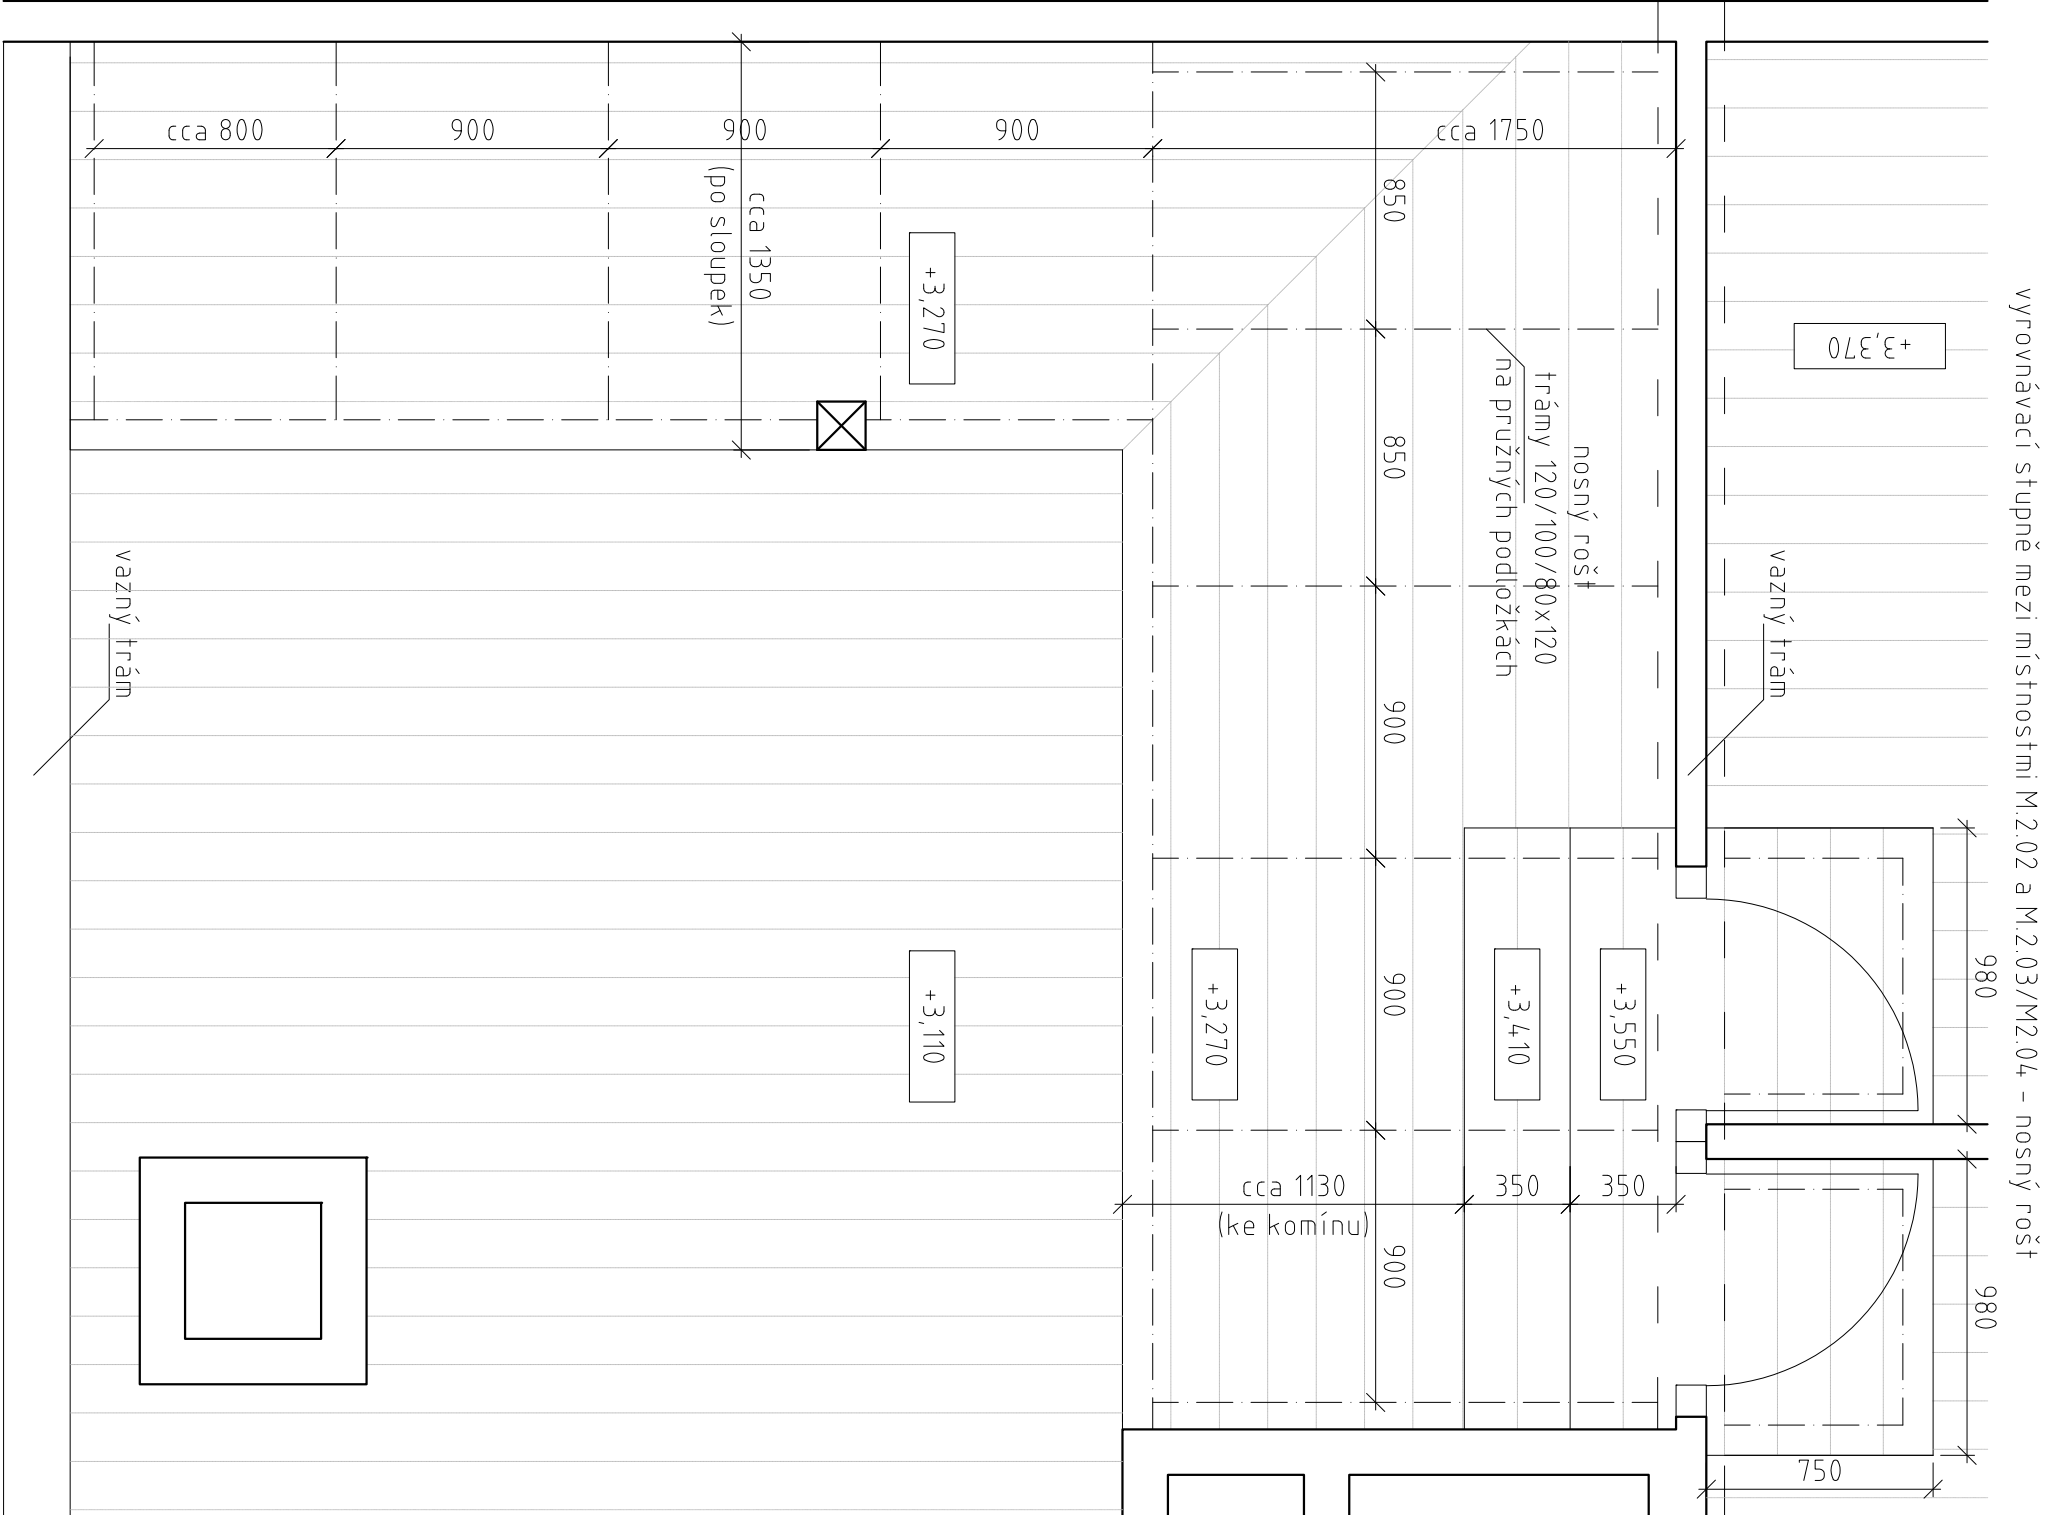 vyrovnávací stupně mezi místnostmi M.2.02 a M.2.03/M2.04 - nosný rošt
cca 800
900
900
900
cca 1750
cca 1350
(po sloupek)
+3,270
850
850
900
900
900
nosný rošt
trámy 120/100/80x120
na pružných podložkách
+3,370
vazný trám
vazný trám
980
980
+3,110
+3,270
+3,410
+3,550
cca 1130
(ke komínu)
350
350
750